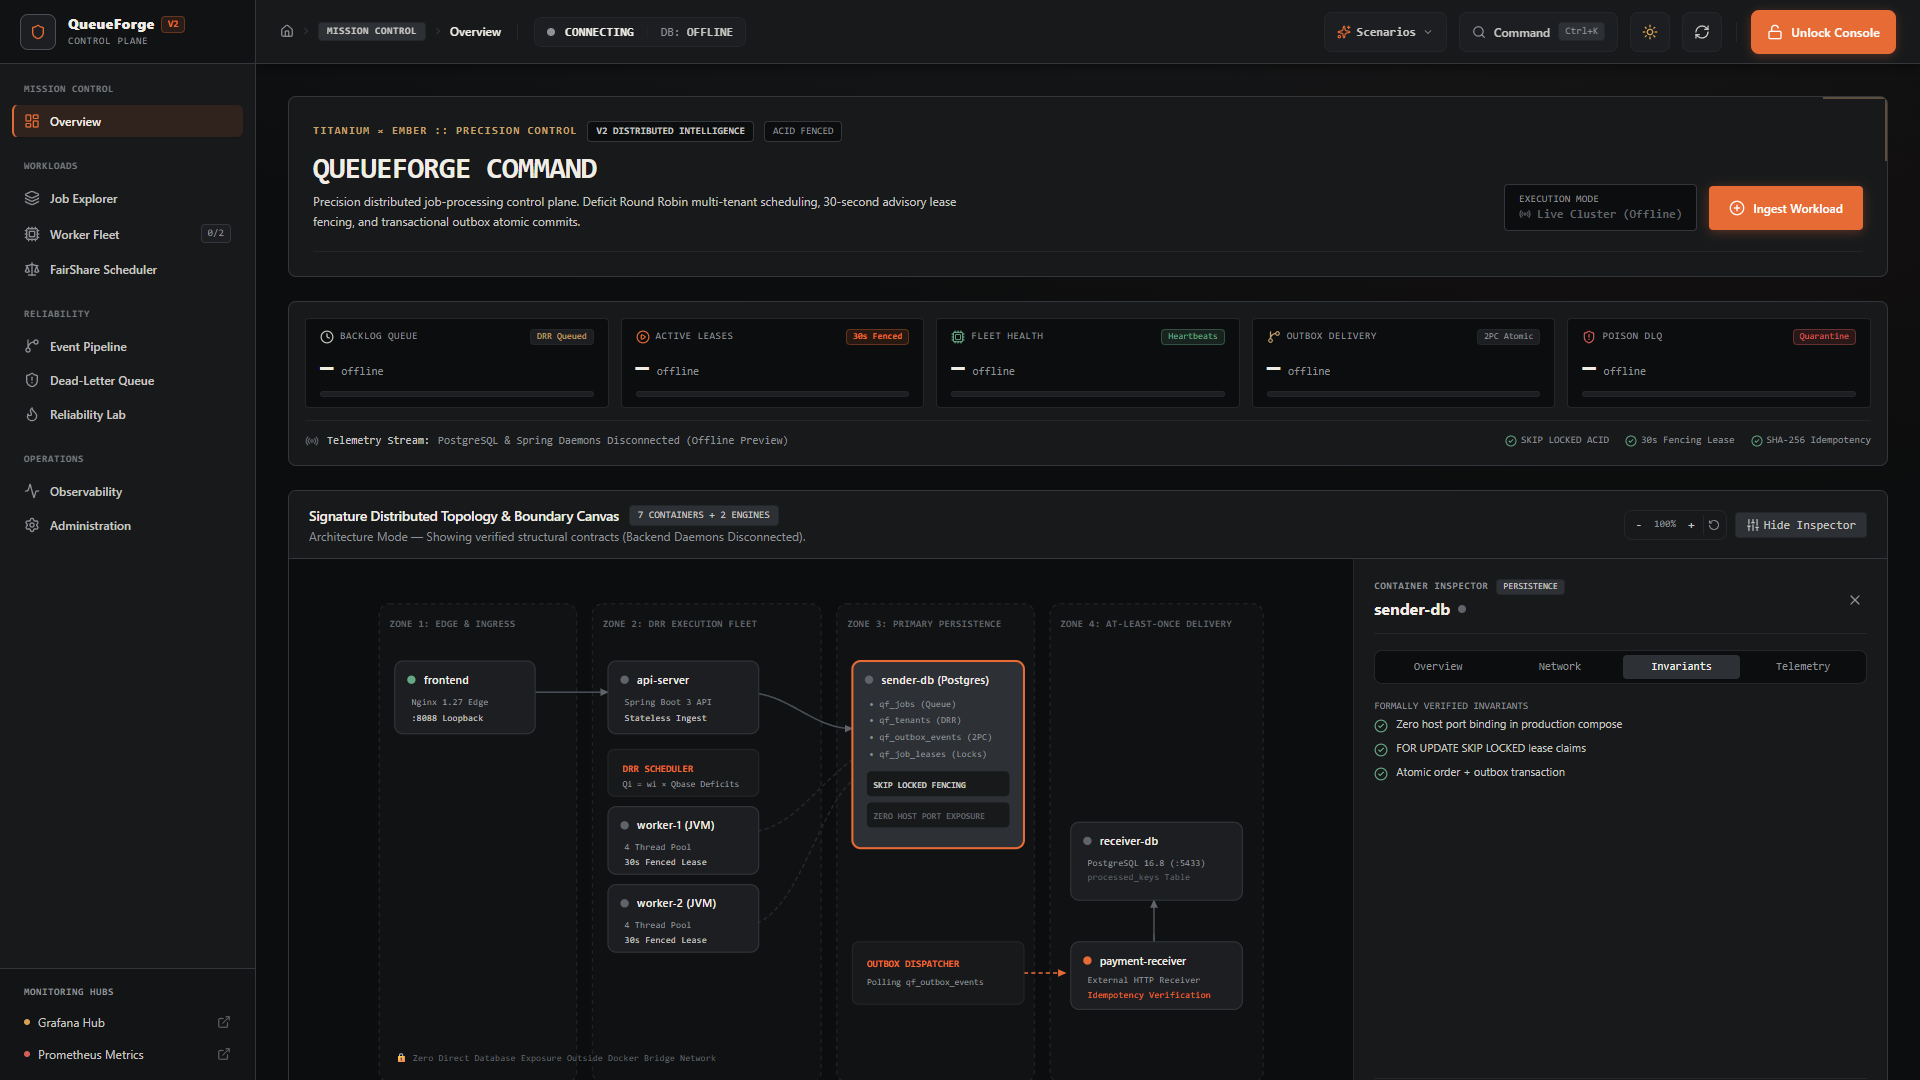 QueueForge V2
CONTROL PLANE
MISSION CONTROL
Overview
WORKLOADS
Job Explorer
Worker Fleet 0/2
FairShare Scheduler
RELIABILITY
Event Pipeline
Dead-Letter Queue
Reliability Lab
OPERATIONS
Observability
Administration
MONITORING HUBS
Grafana Hub
Prometheus Metrics
MISSION CONTROL Overview CONNECTING DB: OFFLINE
Scenarios Command Ctrl+K Unlock Console
TITANIUM × EMBER :: PRECISION CONTROL V2 DISTRIBUTED INTELLIGENCE ACID FENCED
QUEUEFORGE COMMAND
Precision distributed job-processing control plane. Deficit Round Robin multi-tenant scheduling, 30-second advisory lease
fencing, and transactional outbox atomic commits.
EXECUTION MODE
Live Cluster (Offline)
Ingest Workload
BACKLOG QUEUE DRR Queued
— offline
ACTIVE LEASES 30s Fenced
— offline
FLEET HEALTH Heartbeats
— offline
OUTBOX DELIVERY 2PC Atomic
— offline
POISON DLQ Quarantine
— offline
Telemetry Stream: PostgreSQL & Spring Daemons Disconnected (Offline Preview)
SKIP LOCKED ACID 30s Fencing Lease SHA-256 Idempotency
Signature Distributed Topology & Boundary Canvas 7 CONTAINERS + 2 ENGINES
Architecture Mode — Showing verified structural contracts (Backend Daemons Disconnected).
- 100% + Hide Inspector
ZONE 1: EDGE & INGRESS
frontend
Nginx 1.27 Edge
:8088 Loopback
ZONE 2: DRR EXECUTION FLEET
api-server
Spring Boot 3 API
Stateless Ingest
DRR SCHEDULER
Qi = wi × Qbase Deficits
worker-1 (JVM)
4 Thread Pool
30s Fenced Lease
worker-2 (JVM)
4 Thread Pool
30s Fenced Lease
ZONE 3: PRIMARY PERSISTENCE
sender-db (Postgres)
• qf_jobs (Queue)
• qf_tenants (DRR)
• qf_outbox_events (2PC)
• qf_job_leases (Locks)
SKIP LOCKED FENCING
ZERO HOST PORT EXPOSURE
OUTBOX DISPATCHER
Polling qf_outbox_events
ZONE 4: AT-LEAST-ONCE DELIVERY
receiver-db
PostgreSQL 16.8 (:5433)
processed_keys Table
payment-receiver
External HTTP Receiver
Idempotency Verification
Zero Direct Database Exposure Outside Docker Bridge Network
CONTAINER INSPECTOR PERSISTENCE
sender-db
Overview Network Invariants Telemetry
FORMALLY VERIFIED INVARIANTS
Zero host port binding in production compose
FOR UPDATE SKIP LOCKED lease claims
Atomic order + outbox transaction